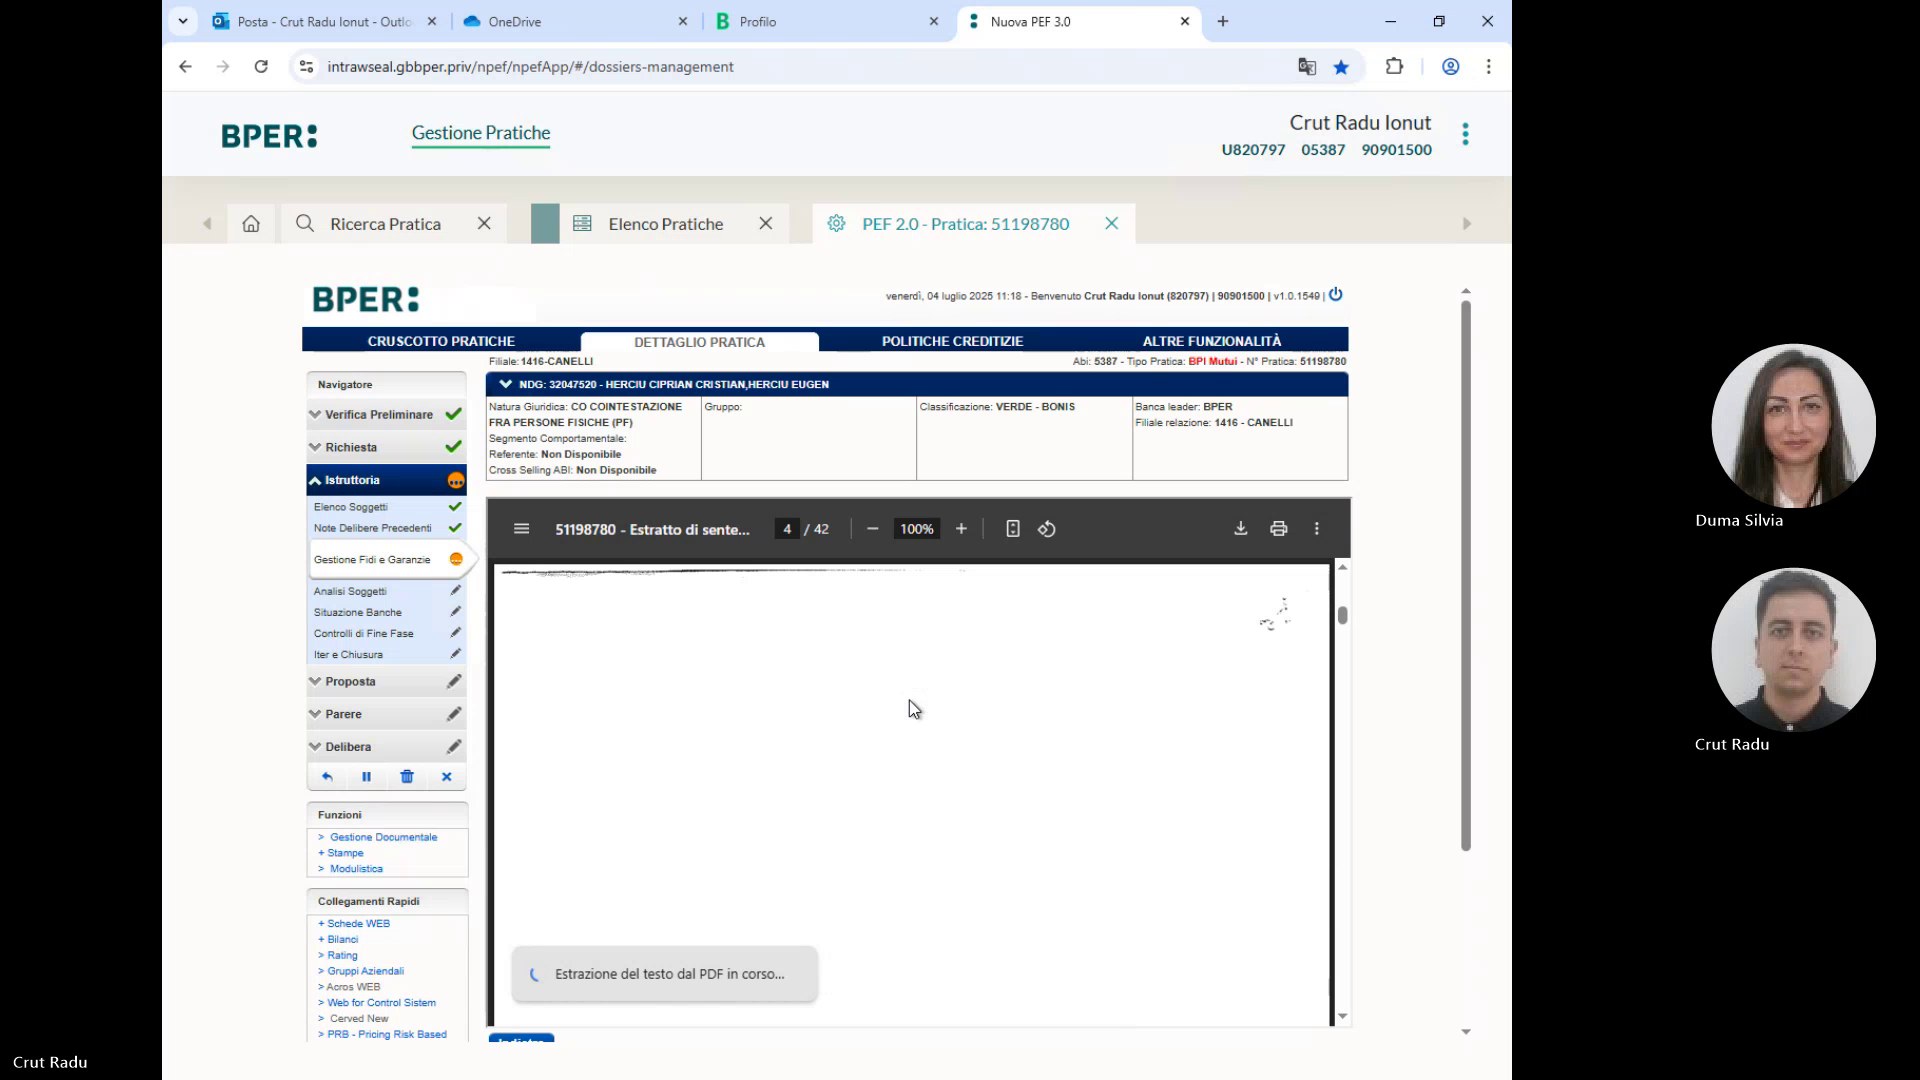 Posta - Crut Radu Ionut - Outlo
OneDrive
Profilo
Nuova PEF 3.0
intrawseal.gbbper.priv/npef/npefApp/#/dossiers-management
BPER:
Gestione Pratiche
Crut Radu Ionut
U820797 05387 90901500
Ricerca Pratica
Elenco Pratiche
PEF 2.0 - Pratica: 51198780
BPER:
venerdì, 04 luglio 2025 11:18 - Benvenuto Crut Radu Ionut (820797) | 90901500 | v1.0.1549 |
CRUSCOTTO PRATICHE
DETTAGLIO PRATICA
POLITICHE CREDITIZIE
ALTRE FUNZIONALITÀ
Filiale: 1416-CANELLI
Abi: 5387 - Tipo Pratica: BPI Mutui - N° Pratica: 51198780
Navigatore
Verifica Preliminare
Richiesta
Istruttoria
Elenco Soggetti
Note Delibere Precedenti
Gestione Fidi e Garanzie
Analisi Soggetti
Situazione Banche
Controlli di Fine Fase
Iter e Chiusura
Proposta
Parere
Delibera
Funzioni
> Gestione Documentale
+ Stampe
> Modulistica
Collegamenti Rapidi
+ Schede WEB
+ Bilanci
> Rating
> Gruppi Aziendali
> Acros WEB
> Web for Control Sistem
> Cerved New
> PRB - Pricing Risk Based
NDG: 32047520 - HERCIU CIPRIAN CRISTIAN,HERCIU EUGEN
Natura Giuridica: CO COINTESTAZIONE
FRA PERSONE FISICHE (PF)
Segmento Comportamentale:
Referente: Non Disponibile
Cross Selling ABI: Non Disponibile
Gruppo:
Classificazione: VERDE - BONIS
Banca leader: BPER
Filiale relazione: 1416 - CANELLI
51198780 - Estratto di sente...
4 / 42
100%
Estrazione del testo dal PDF in corso...
Indietro
Duma Silvia
Crut Radu
Crut Radu